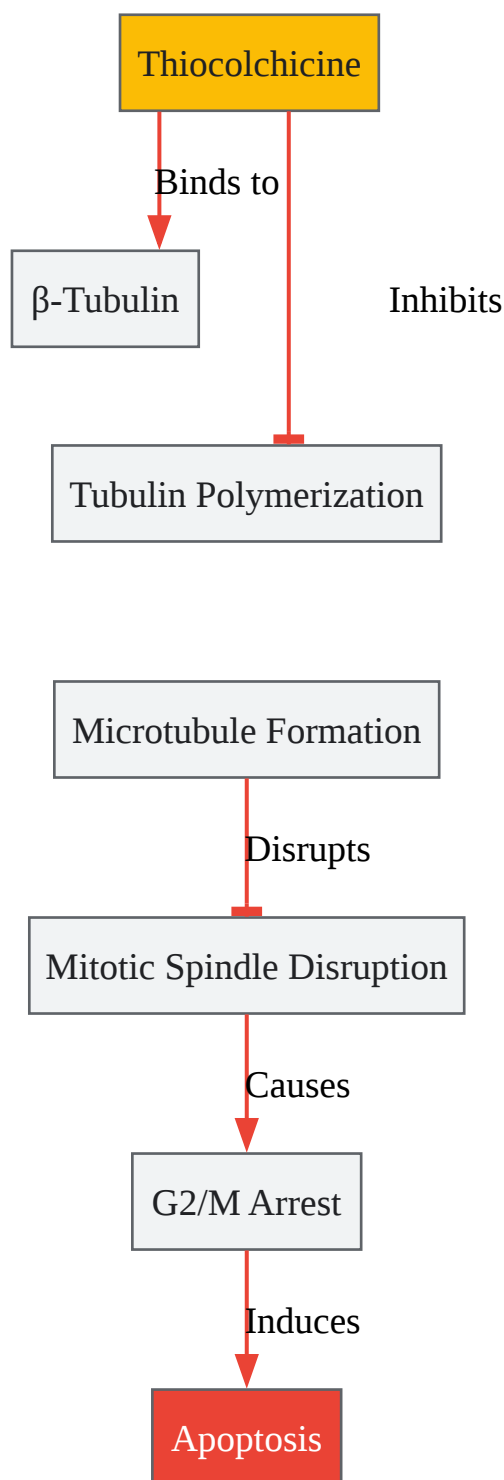 Thiocolchicine
Binds to
β-Tubulin
Inhibits
Tubulin Polymerization
Microtubule Formation
Disrupts
Mitotic Spindle Disruption
Causes
G2/M Arrest
Induces
Apoptosis